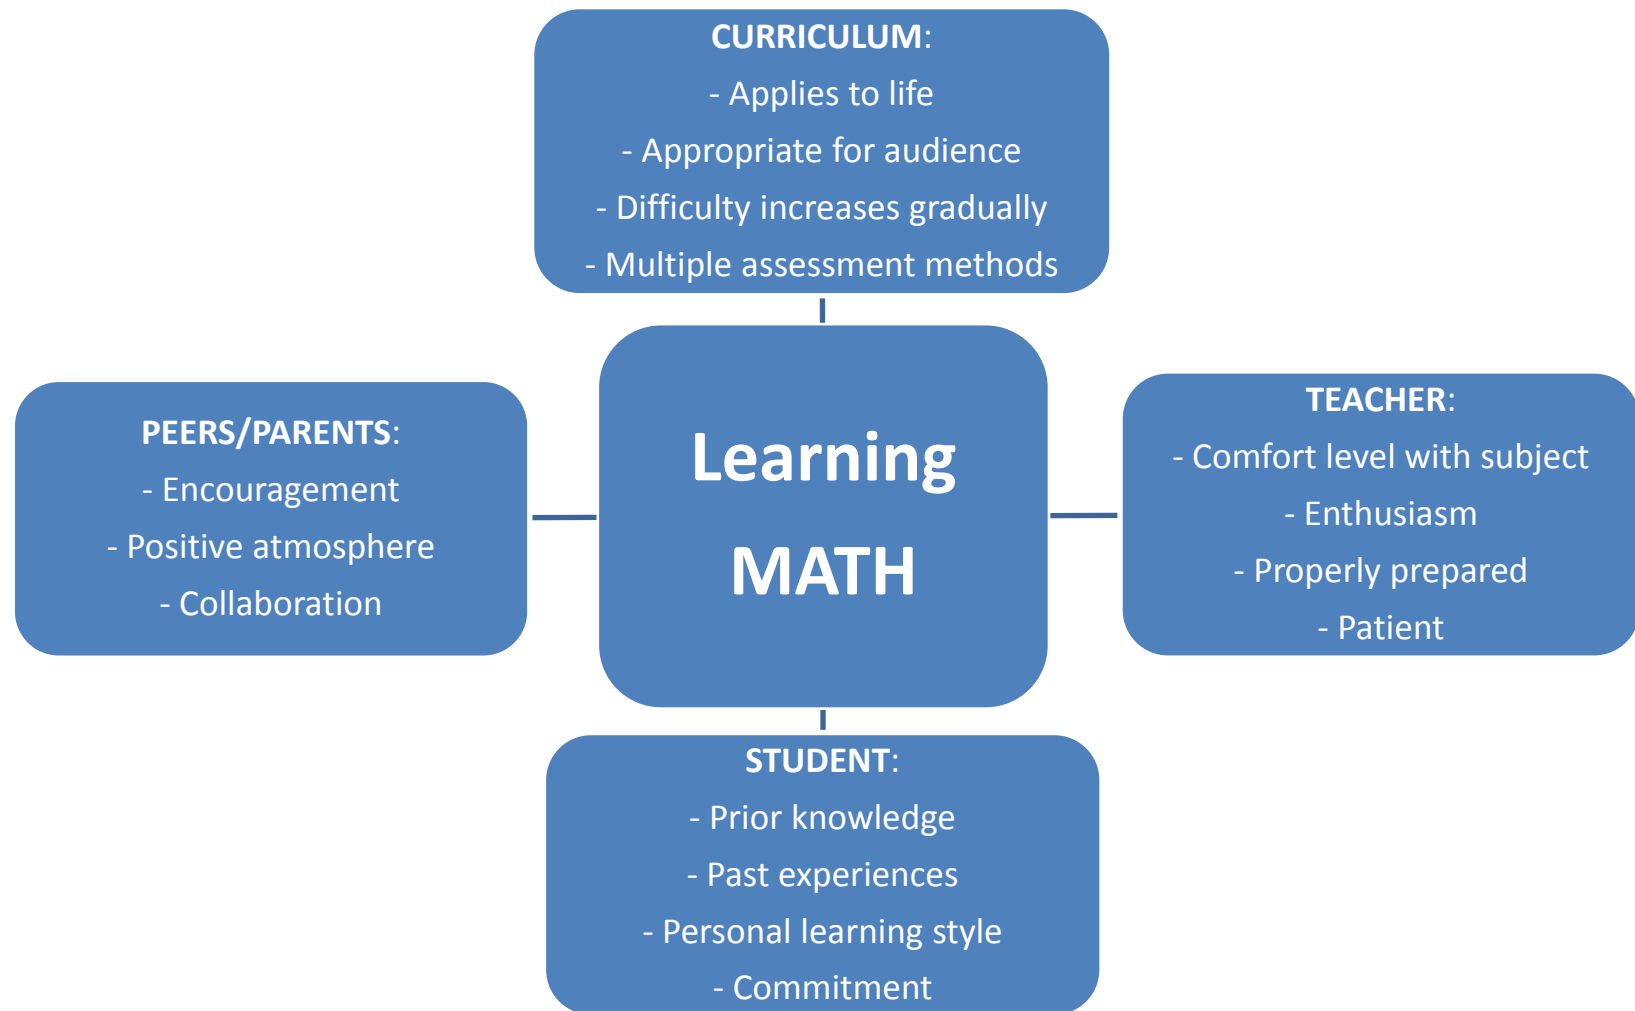 CURRICULUM:
- Applies to life
- Appropriate for audience
- Difficulty increases gradually
- Multiple assessment methods
PEERS/PARENTS:
- Encouragement
- Positive atmosphere
- Collaboration
Learning
MATH
TEACHER:
- Comfort level with subject
- Enthusiasm
- Properly prepared
- Patient
STUDENT:
- Prior knowledge
- Past experiences
- Personal learning style
- Commitment